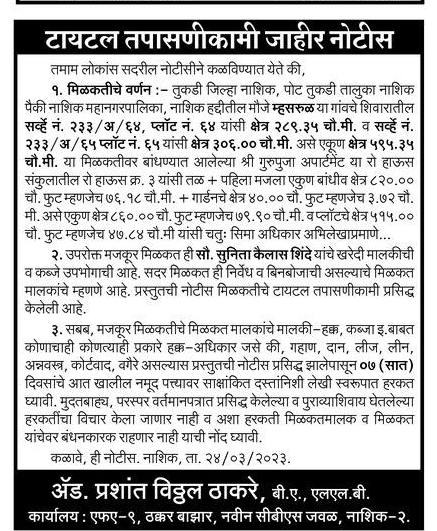 टायटल तपासणीकामी जाहीर नोटीस
तमाम लोकांस सदरील नोटीसीने कळविण्यात येते की,
१. मिळकतीचे वर्णन :- तुकडी जिल्हा नाशिक, पोट तुकडी तालुका नाशिक
पैकी नाशिक महानगरपालिका, नाशिक हद्दीतील मौजे म्हसरुळ या गांवचे शिवारातील
सर्व्हे नं. २३३/अ/६४, प्लॉट नं. ६४ यांसी क्षेत्र २८९.३५ चौ.मी. व सर्व्हे नं.
२३३/अ/६५ प्लॉट नं. ६५ यांसी क्षेत्र ३०६.०० चौ.मी. असे एकूण क्षेत्र ५९५.३५
चौ.मी. या मिळकतीवर बांधण्यात आलेल्या श्री गुरुपुजा अपार्टमेंट या रो हाऊस
संकुलातील रो हाऊस क्र. ३ यांसी तळ + पहिला मजला एकुण बांधीव क्षेत्र ८२०.००
चौ. फुट म्हणजेच ७६.१८ चौ.मी. + गार्डनचे क्षेत्र ४०.०० चौ. फुट म्हणजेच ३.७२ चौ.
मी. असे एकुण क्षेत्र ८६०.०० चौ. फुट म्हणजेच ७९.९० चौ.मी. व प्लॉटचे क्षेत्र ५१५.००
चौ. फुट म्हणजेच ४७.८४ चौ.मी यांसी चतु: सिमा अधिकार अभिलेखाप्रमाणे...
२. उपरोक्त मजकूर मिळकत ही सौ. सुनिता कैलास शिंदे यांचे खरेदी मालकीची
व कब्जे उपभोगाची आहे. सदर मिळकत ही निर्वेध व बिनबोजाची असल्याचे मिळकत
मालकांचे म्हणणे आहे. प्रस्तुतची नोटीस मिळकतीचे टायटल तपासणीकामी प्रसिद्ध
केलेली आहे.
३. सबब, मजकूर मिळकतीचे मिळकत मालकांचे मालकी-हक्क, कब्जा इ.बाबत
कोणाचाही कोणत्याही प्रकारे हक्क-अधिकार जसे की, गहाण, दान, लीज, लीन,
अन्नवस्त्र, कोर्टवाद, वगैरे असल्यास प्रस्तुतची नोटीस प्रसिद्ध झालेपासून ०७ (सात)
दिवसांचे आत खालील नमूद पत्त्यावर साक्षांकित दस्तांनिशी लेखी स्वरूपात हरकत
घ्यावी. मुदतबाह्य, परस्पर वर्तमानपत्रात प्रसिद्ध केलेल्या व पुराव्याशिवाय घेतलेल्या
हरकतींचा विचार केला जाणार नाही व अशा हरकती मिळकतमालक व मिळकत
यांचेवर बंधनकारक राहणार नाही याची नोंद घ्यावी.
कळावे, ही नोटीस. नाशिक, ता. २४/०३/२०२३.
ॲड. प्रशांत विठ्ठल ठाकरे, बी.ए., एलएल.बी.
कार्यालय : एफए-९, ठक्कर बाझार, नवीन सीबीएस जवळ, नाशिक-२.